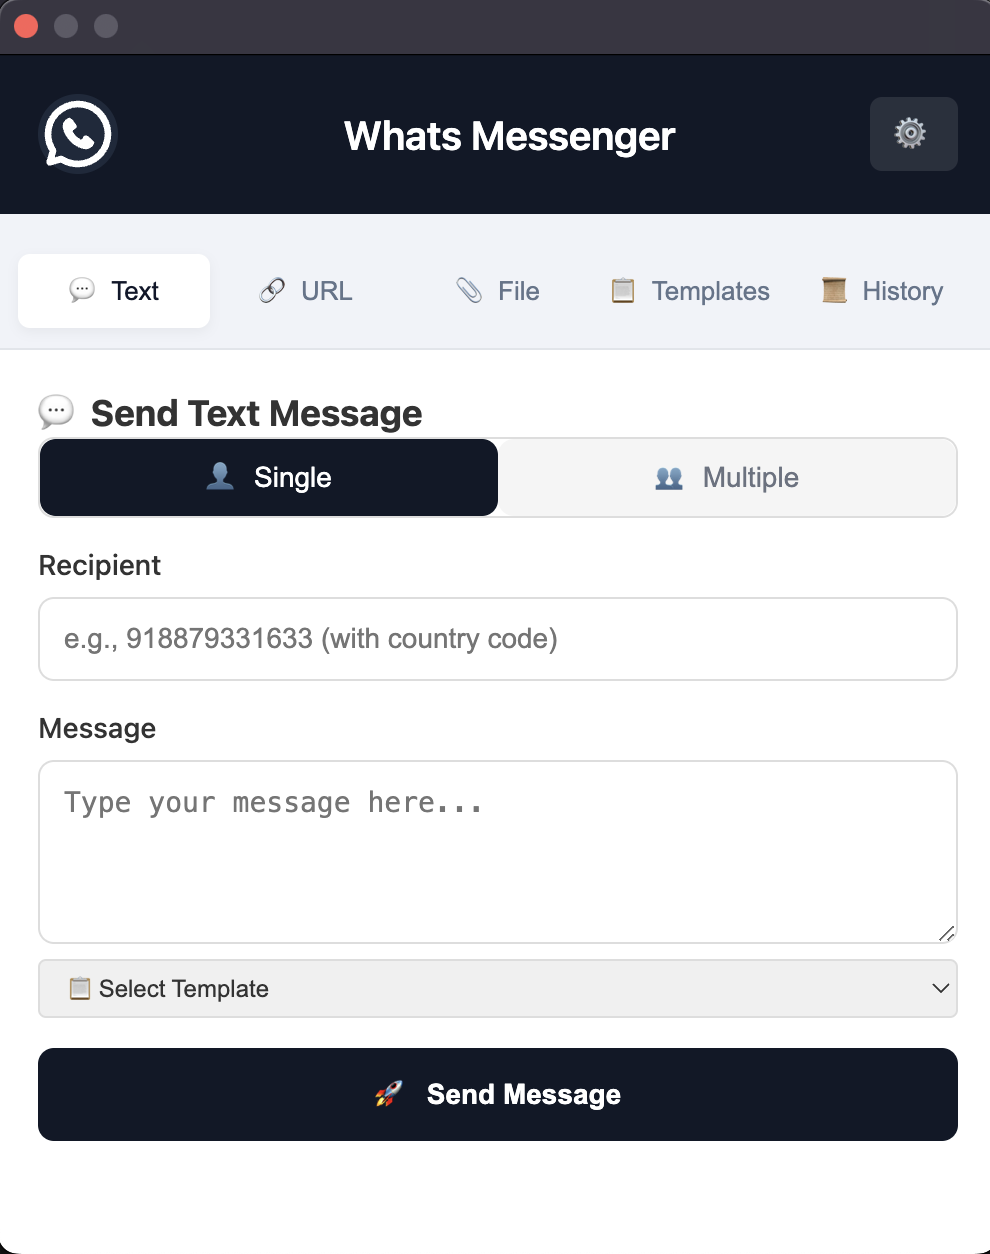 Whats Messenger
Text
URL
File
Templates
History
Send Text Message
Single
Multiple
Recipient
e.g., 918879331633 (with country code)
Message
Type your message here...
Select Template
Send Message